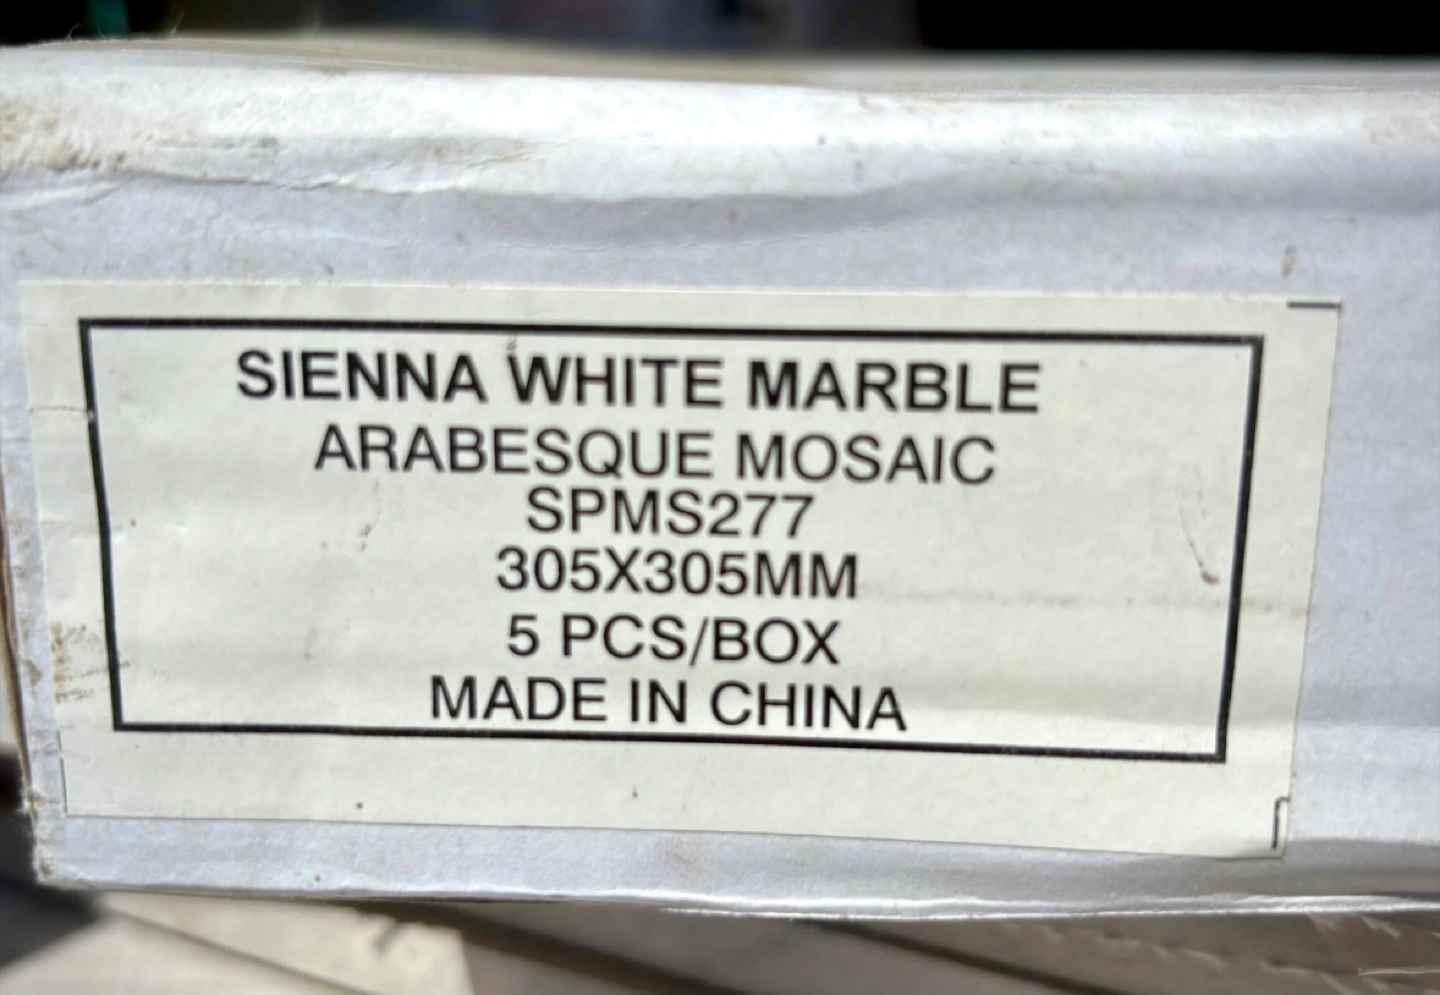 SIENNA WHITE MARBLE
ARABESQUE MOSAIC
SPMS277
305X305MM
5 PCS/BOX
MADE IN CHINA